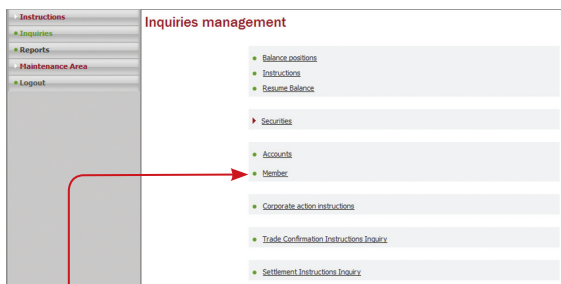 Instructions
Inquiries
Reports
Maintenance Area
Logout
Inquiries management
Balance positions
Instructions
Resume Balance
Securities
Accounts
Member
Corporate action instructions
Trade Confirmation Instructions Inquiry
Settlement Instructions Inquiry